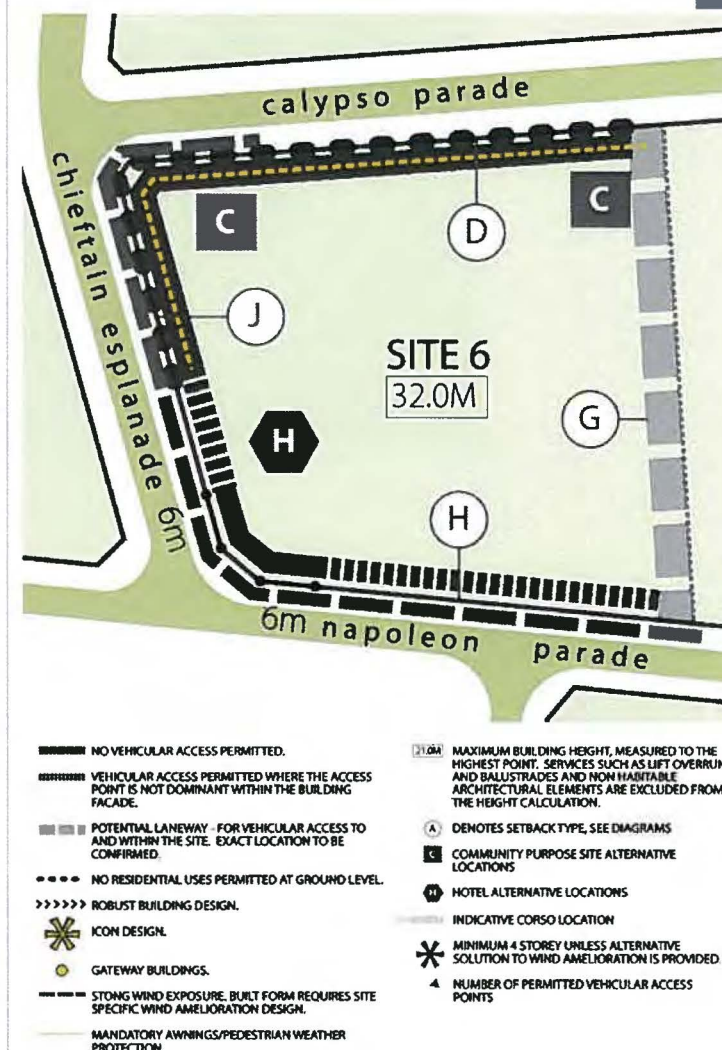 calypso parade
chieftain esplanade 6m
C
C
D
J
SITE 6
32.0M
G
H
H
6m napoleon parade
NO VEHICULAR ACCESS PERMITTED.
VEHICULAR ACCESS PERMITTED WHERE THE ACCESS
POINT IS NOT DOMINANT WITHIN THE BUILDING
FACADE.
POTENTIAL LANEWAY - FOR VEHICULAR ACCESS TO
AND WITHIN THE SITE. EXACT LOCATION TO BE
CONFIRMED.
NO RESIDENTIAL USES PERMITTED AT GROUND LEVEL.
ROBUST BUILDING DESIGN.
ICON DESIGN.
GATEWAY BUILDINGS.
STONG WIND EXPOSURE. BUILT FORM REQUIRES SITE
SPECIFIC WIND AMELIORATION DESIGN.
MANDATORY AWNINGS/PEDESTRIAN WEATHER
PROTECTION
21.0M MAXIMUM BUILDING HEIGHT, MEASURED TO THE
HIGHEST POINT. SERVICES SUCH AS LIFT OVERRUN
AND BALUSTRADES AND NON HABITABLE
ARCHITECTURAL ELEMENTS ARE EXCLUDED FROM
THE HEIGHT CALCULATION.
A DENOTES SETBACK TYPE, SEE DIAGRAMS
C COMMUNITY PURPOSE SITE ALTERNATIVE
LOCATIONS
H HOTEL ALTERNATIVE LOCATIONS
INDICATIVE CORSO LOCATION
MINIMUM 4 STOREY UNLESS ALTERNATIVE
SOLUTION TO WIND AMELIORATION IS PROVIDED.
NUMBER OF PERMITTED VEHICULAR ACCESS
POINTS